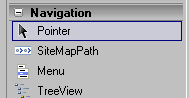 Navigation
Pointer
SiteMapPath
Menu
TreeView